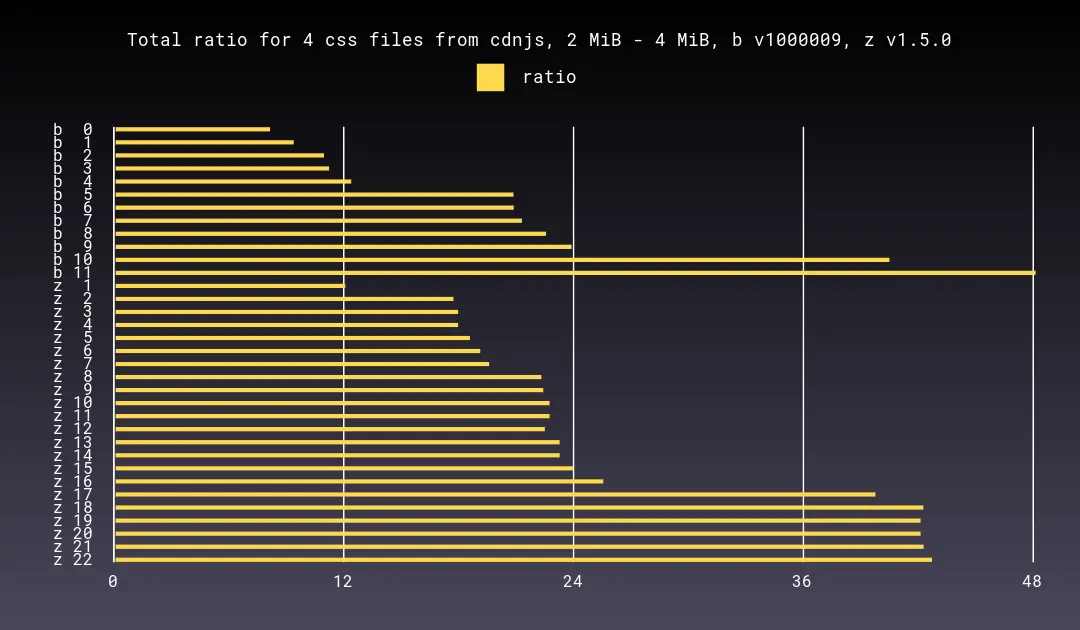 Total ratio for 4 css files from cdnjs, 2 MiB - 4 MiB, b v1000009, z v1.5.0
ratio
b  0
b  1
b  2
b  3
b  4
b  5
b  6
b  7
b  8
b  9
b 10
b 11
z  1
z  2
z  3
z  4
z  5
z  6
z  7
z  8
z  9
z 10
z 11
z 12
z 13
z 14
z 15
z 16
z 17
z 18
z 19
z 20
z 21
z 22
0 12 24 36 48